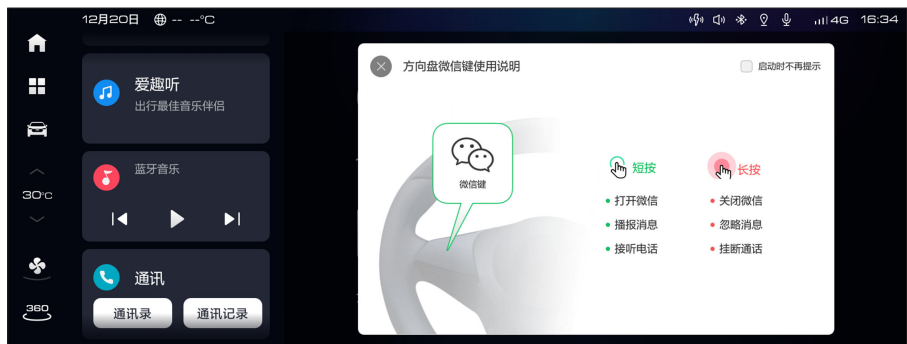 12月20日 -- --°C
4G 16:34
爱趣听
出行最佳音乐伴侣
蓝牙音乐
30°C
通讯
通讯录 通讯记录
360
方向盘微信键使用说明
启动时不再提示
微信键
短按
打开微信
播报消息
接听电话
长按
关闭微信
忽略消息
挂断通话